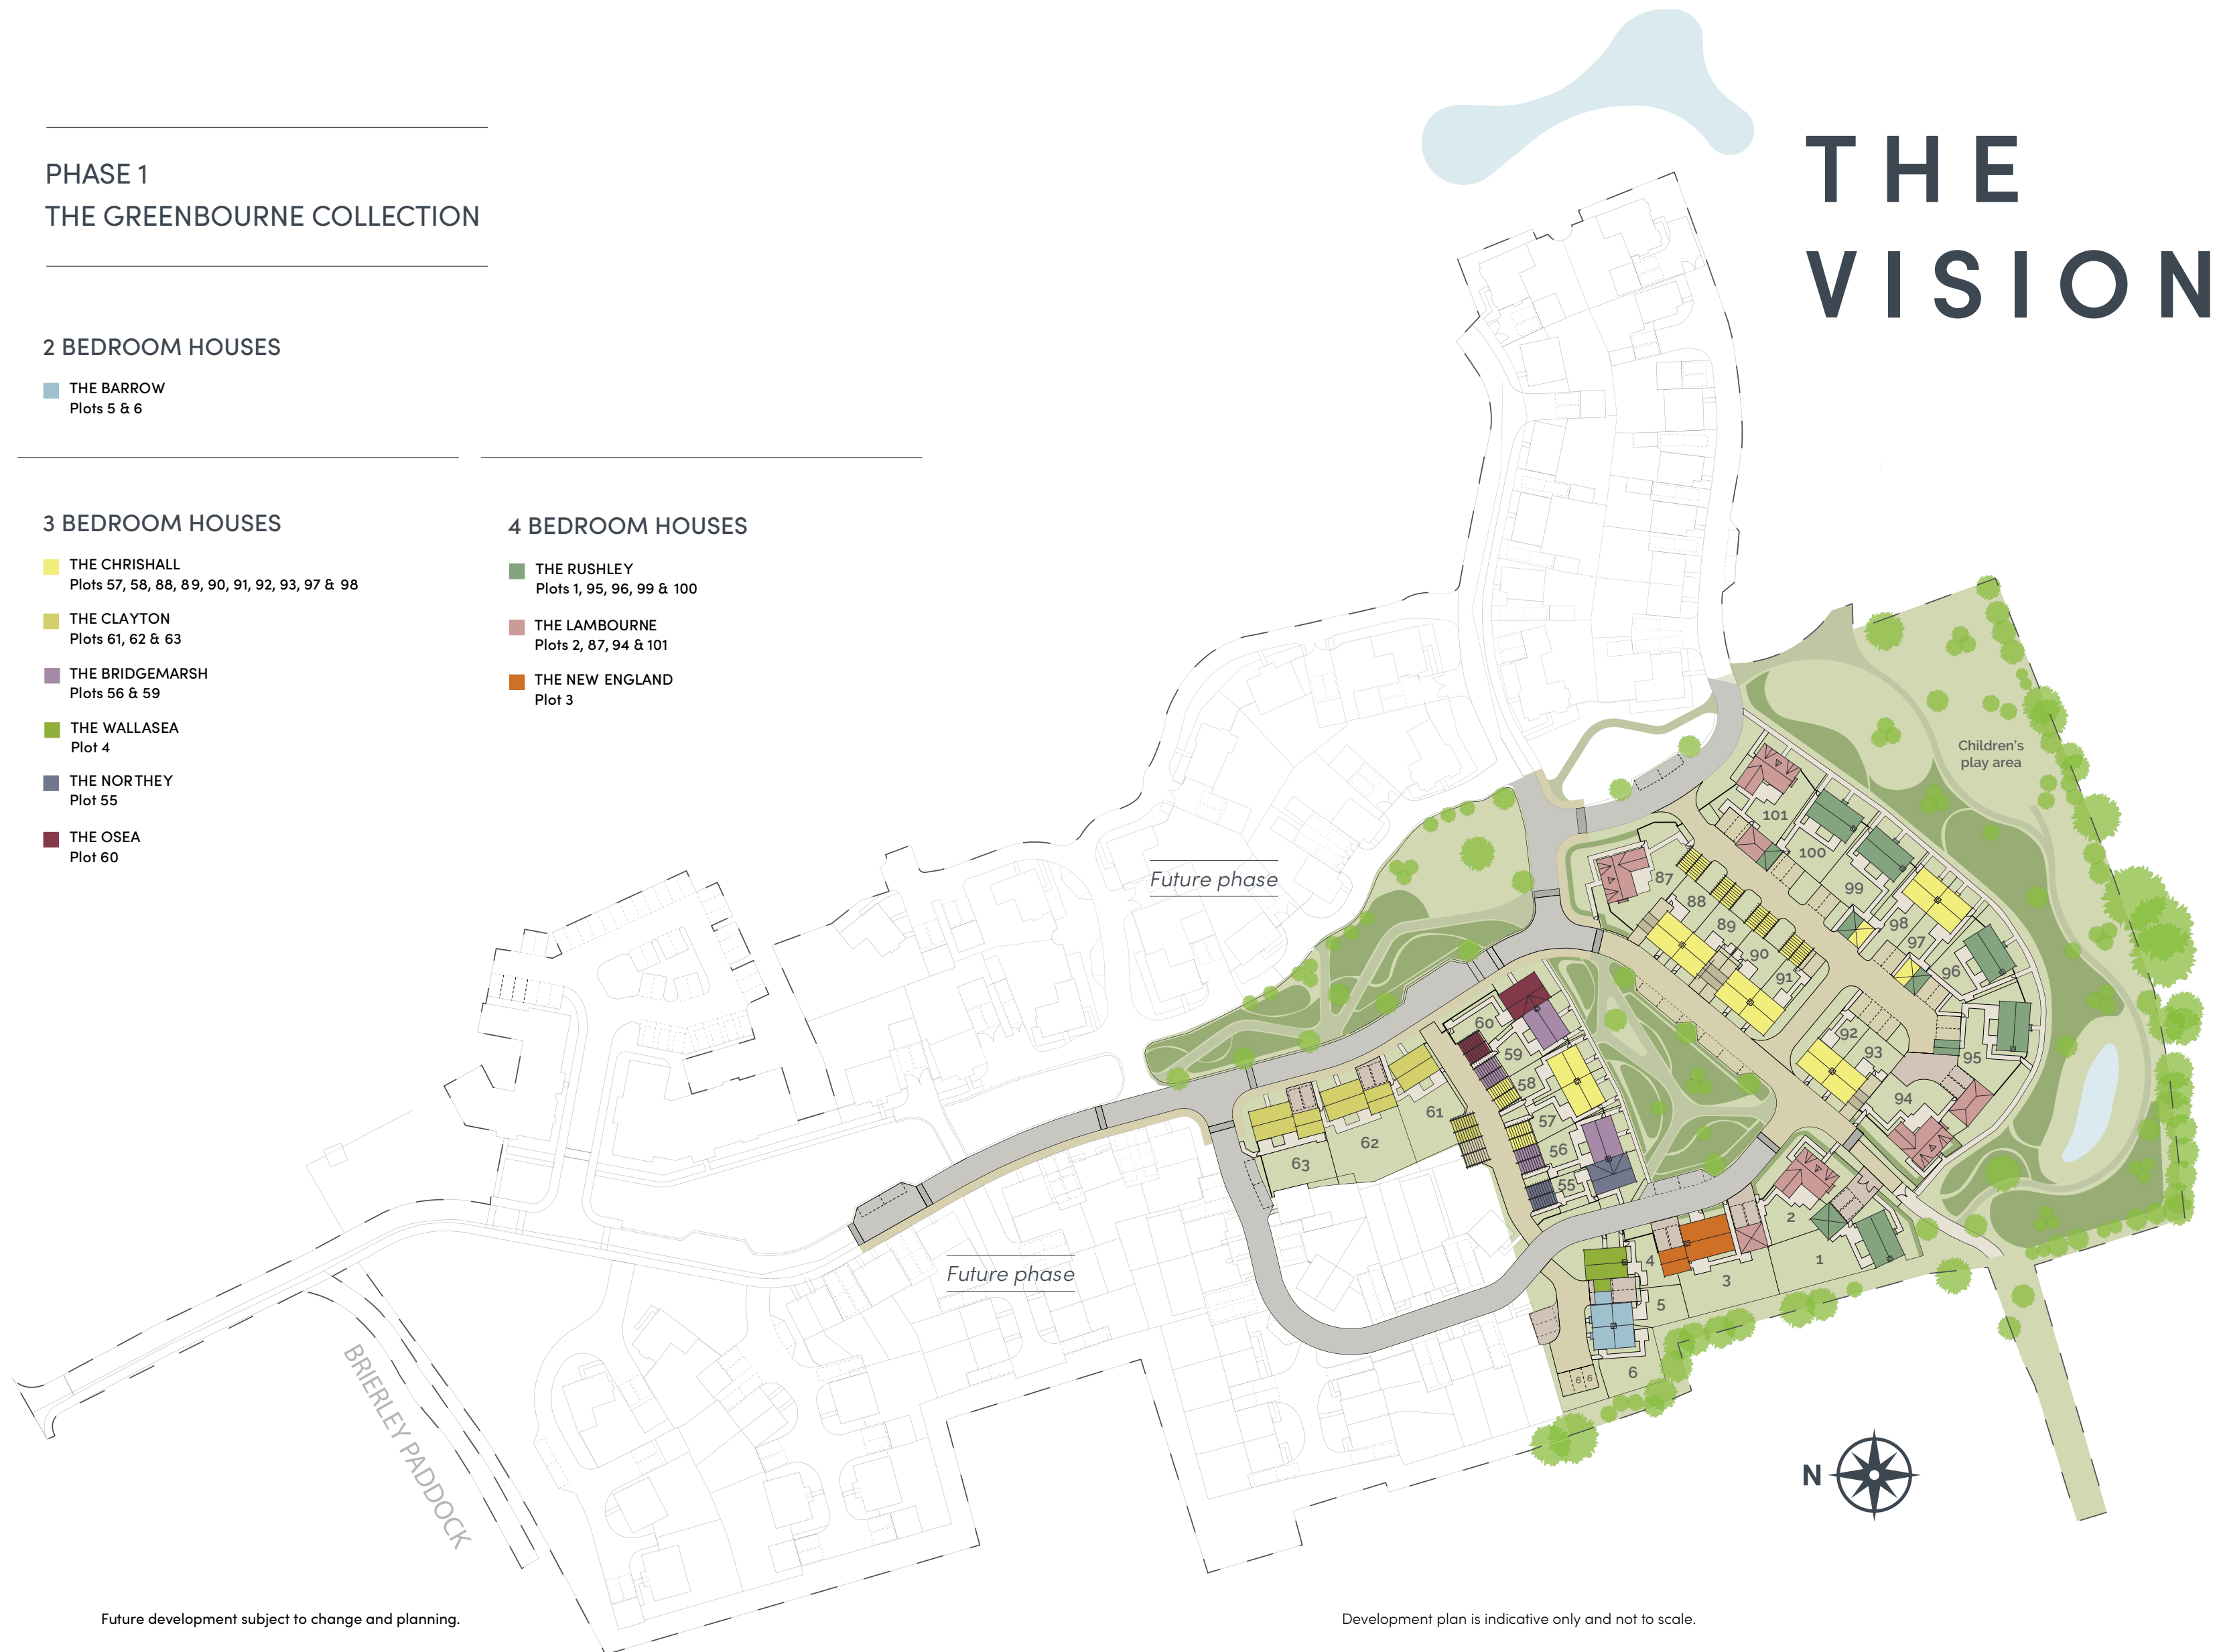 THE
VISION
PHASE 1
THE GREENBOURNE COLLECTION
2 BEDROOM HOUSES
THE BARROW
Plots 5 & 6
3 BEDROOM HOUSES
THE CHRISHALL
Plots 57, 58, 88, 89, 90, 91, 92, 93, 97 & 98
THE CLAYTON
Plots 61, 62 & 63
THE BRIDGEMARSH
Plots 56 & 59
THE WALLASEA
Plot 4
THE NORTHEY
Plot 55
THE OSEA
Plot 60
4 BEDROOM HOUSES
THE RUSHLEY
Plots 1, 95, 96, 99 & 100
THE LAMBOURNE
Plots 2, 87, 94 & 101
THE NEW ENGLAND
Plot 3
Children's
play area
101
100
99
98
97
96
95
94
93
92
87
88
89
90
91
60
59
58
57
56
55
61
62
63
1
2
3
4
5
6
6 6
Future phase
Future phase
BRIERLEY PADDOCK
N
Future development subject to change and planning.
Development plan is indicative only and not to scale.